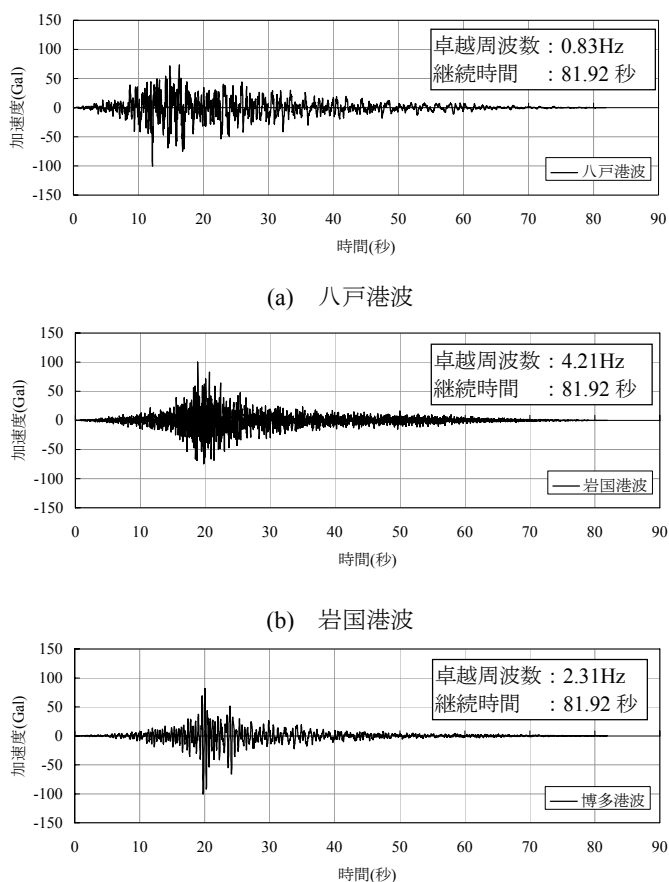 150
100
50
0
-50
-100
-150
加速度(Gal)
卓越周波数：0.83Hz
継続時間　：81.92 秒
八戸港波
0 10 20 30 40 50 60 70 80 90
時間(秒)
(a)　八戸港波
150
100
50
0
-50
-100
-150
加速度(Gal)
卓越周波数：4.21Hz
継続時間　：81.92 秒
岩国港波
0 10 20 30 40 50 60 70 80 90
時間(秒)
(b)　岩国港波
150
100
50
0
-50
-100
-150
加速度(Gal)
卓越周波数：2.31Hz
継続時間　：81.92 秒
博多港波
0 10 20 30 40 50 60 70 80 90
時間(秒)